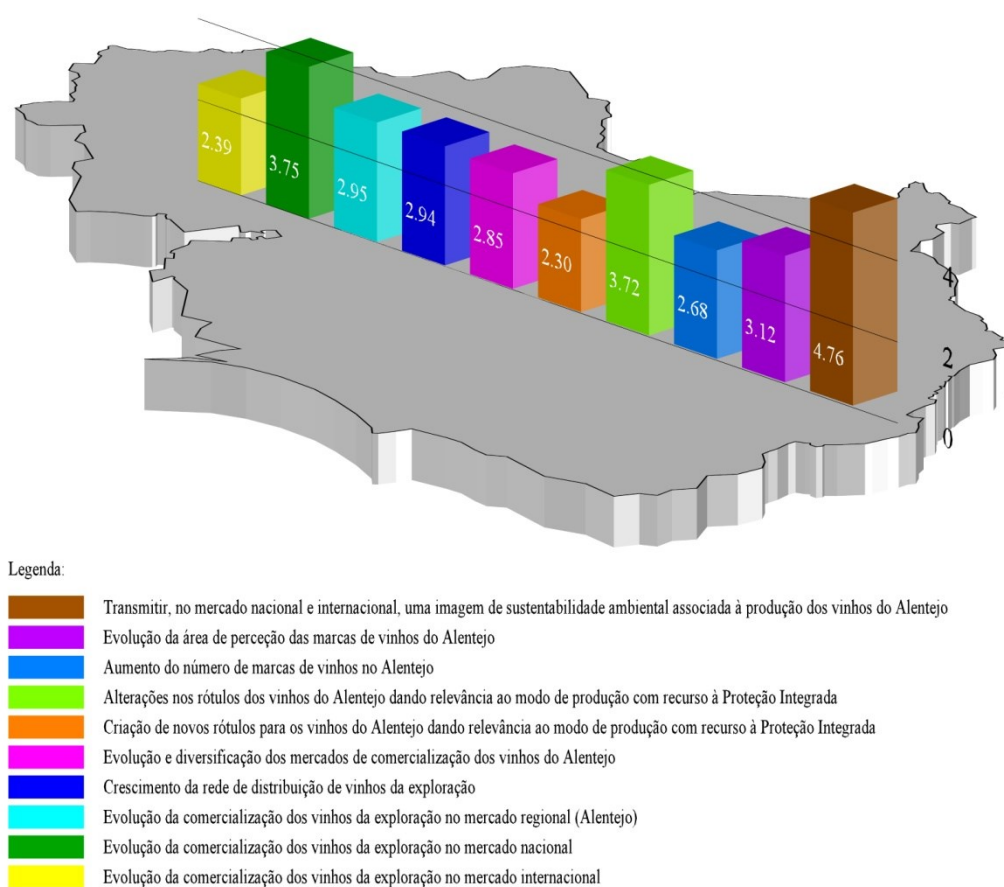 2.39
3.75
2.95
2.94
2.85
2.30
3.72
2.68
3.12
4.76
4
2
0
Legenda:
Transmitir, no mercado nacional e internacional, uma imagem de sustentabilidade ambiental associada à produção dos vinhos do Alentejo
Evolução da área de perceção das marcas de vinhos do Alentejo
Aumento do número de marcas de vinhos no Alentejo
Alterações nos rótulos dos vinhos do Alentejo dando relevância ao modo de produção com recurso à Proteção Integrada
Criação de novos rótulos para os vinhos do Alentejo dando relevância ao modo de produção com recurso à Proteção Integrada
Evolução e diversificação dos mercados de comercialização dos vinhos do Alentejo
Crescimento da rede de distribuição de vinhos da exploração
Evolução da comercialização dos vinhos da exploração no mercado regional (Alentejo)
Evolução da comercialização dos vinhos da exploração no mercado nacional
Evolução da comercialização dos vinhos da exploração no mercado internacional